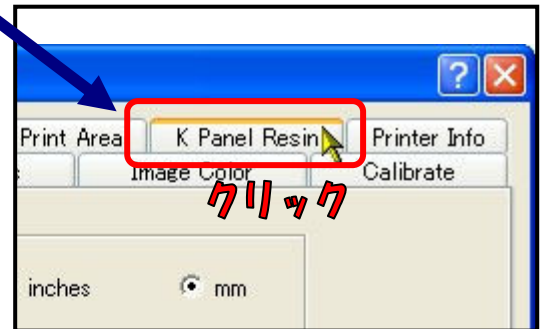 Print Area K Panel Resin Printer Info
Image Color Calibrate
クリック
inches mm